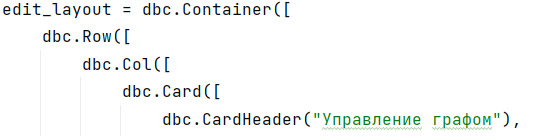 edit_layout = dbc.Container([
    dbc.Row([
        dbc.Col([
            dbc.Card([
                dbc.CardHeader("Управление графом"),